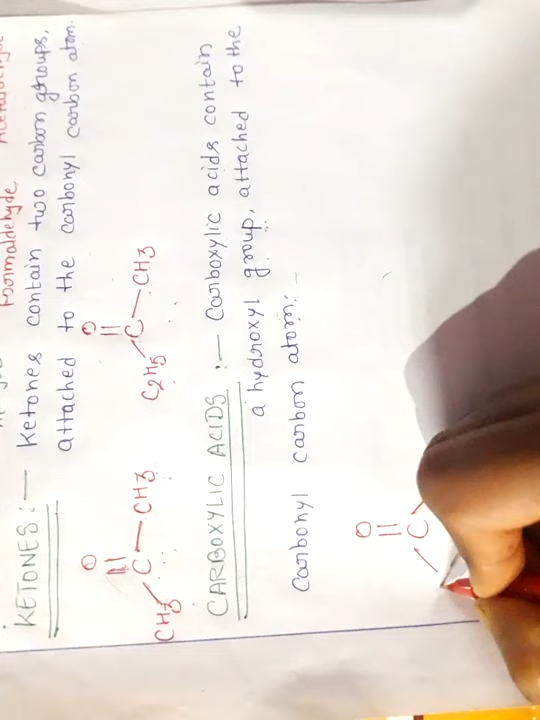 Formaldehyde
KETONES :— Ketones contain two carbon groups,
attached to the carbonyl carbon atom.
O O
|| ||
CH3 C — CH3 C2H5 C — CH3
CARBOXYLIC ACIDS :— Carboxylic acids contain
a hydroxyl group, attached to the
Carbonyl carbon atom:-
O
||
C